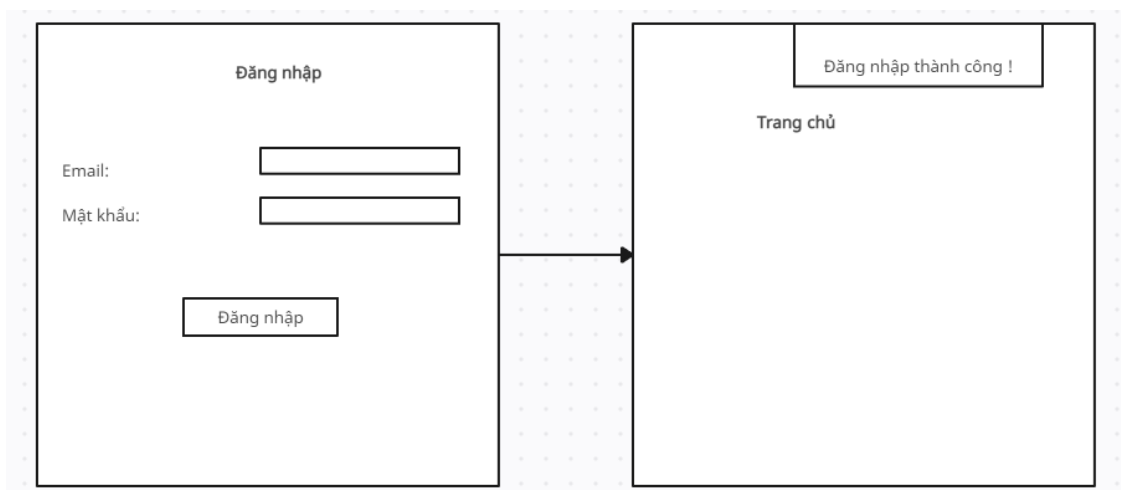 Đăng nhập
Email:
Mật khẩu:
Đăng nhập
Đăng nhập thành công !
Trang chủ